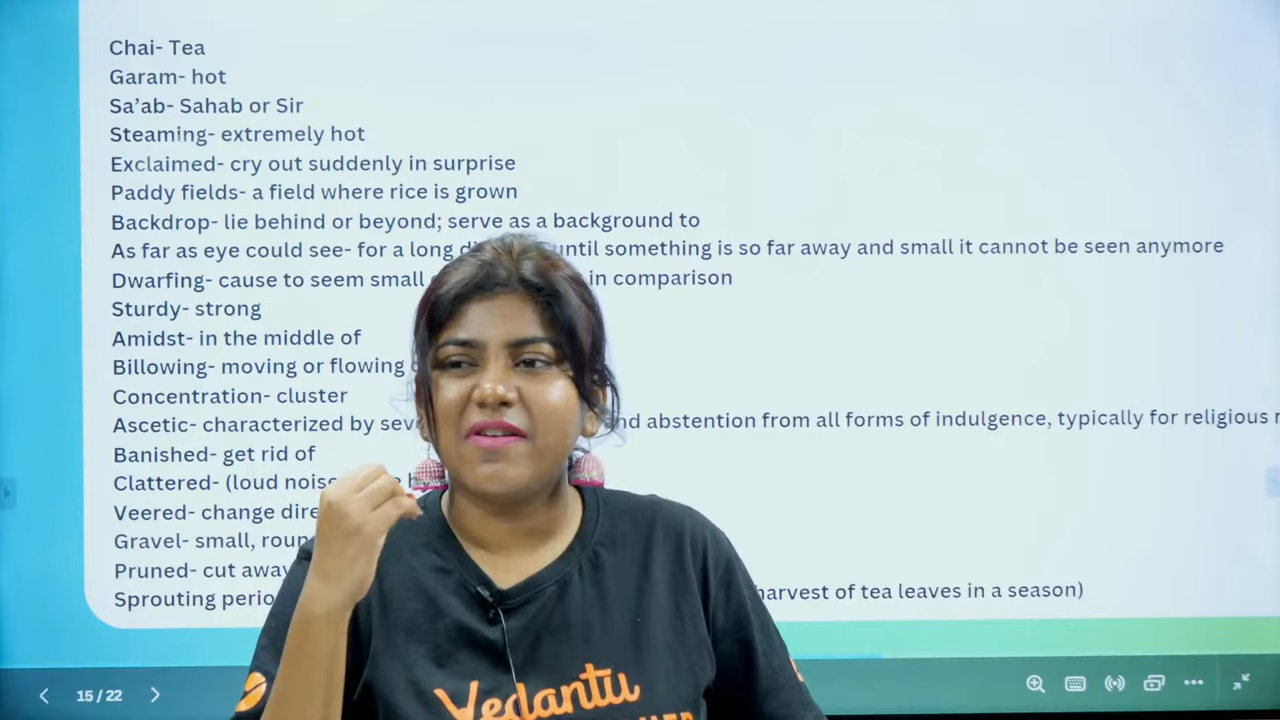 Chai- Tea
Garam- hot
Sa'ab- Sahab or Sir
Steaming- extremely hot
Exclaimed- cry out suddenly in surprise
Paddy fields- a field where rice is grown
Backdrop- lie behind or beyond; serve as a background to
As far as eye could see- for a long until something is so far away and small it cannot be seen anymore
Dwarfing- cause to seem small in comparison
Sturdy- strong
Amidst- in the middle of
Billowing- moving or flowing
Concentration- cluster
Ascetic- characterized by and abstention from all forms of indulgence, typically for religious
Banished- get rid of
Clattered- (loud
Veered- change
Gravel- small,
Pruned- cut
Sprouting harvest of tea leaves in a season)
Vedantu
15 / 22